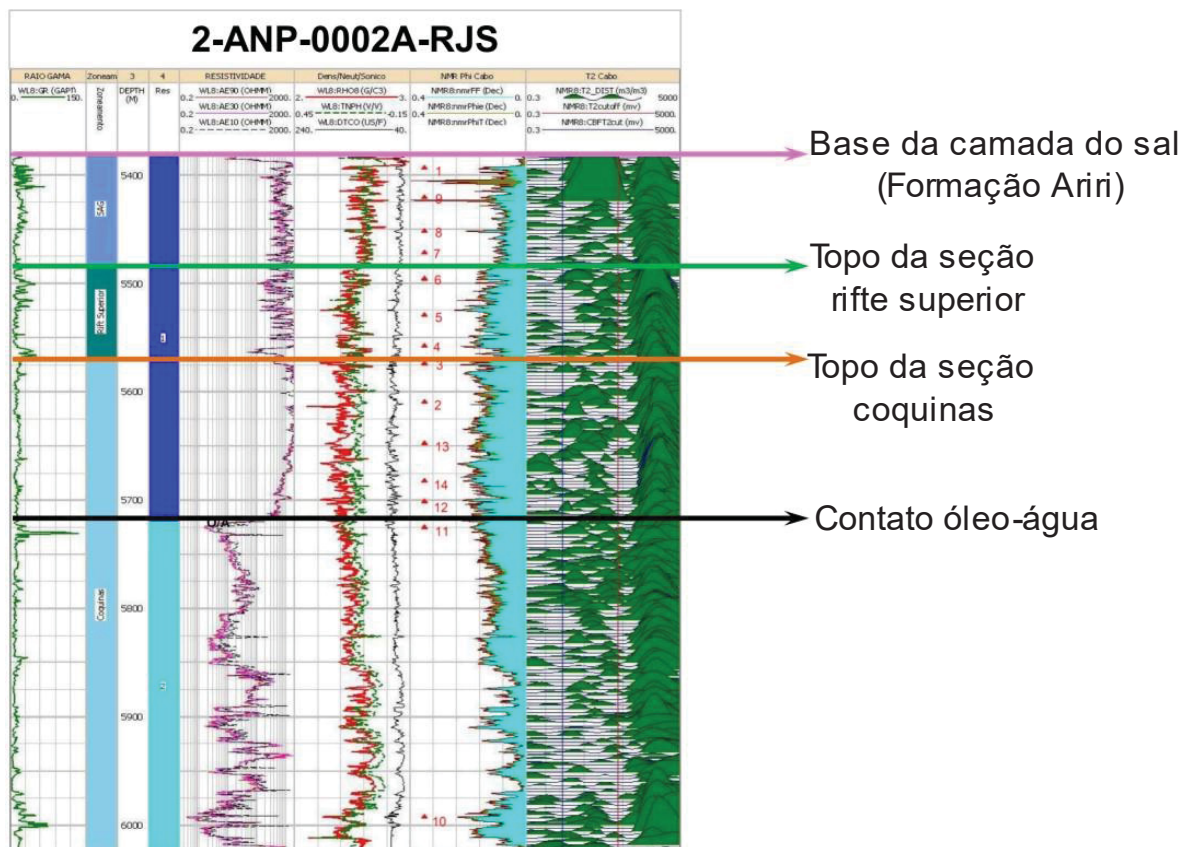 2-ANP-0002A-RJS
RAIO GAMA Zoneam 3 4 RESISTIVIDADE Dens/Neut/Sonico NMR Phi Cabo T2 Cabo
WL8:GR (GAPI)
0. 150.
Zoneamento
DEPTH
(M)
Res
WL8:AE90 (OHMM)
0.2 2000.
WL8:AE30 (OHMM)
0.2 2000.
WL8:AE10 (OHMM)
0.2 2000.
WL8:RHO8 (G/C3)
2. 3.
WL8:TNPH (V/V)
0.45 -0.15
WL8:DTCO (US/F)
240. 40.
NMR8:nmrFF (Dec)
0.4 0.
NMR8:nmrPhie (Dec)
0.4 0.
NMR8:nmrPhiT (Dec)
NMR8:T2_DIST (m3/m3)
0.3 5000
NMR8:T2cutoff (mv)
0.3 5000.
NMR8:CBFT2cut (mv)
0.3 5000.
Base da camada do sal
(Formação Ariri)
5400
1
9
SAG
8
7
Topo da seção
rifte superior
6
5500
Rift Superior
5
4
Topo da seção
coquinas
3
5600
2
13
14
5700
12
Contato óleo-água
O/A
11
5800
Coquinas
5900
10
6000